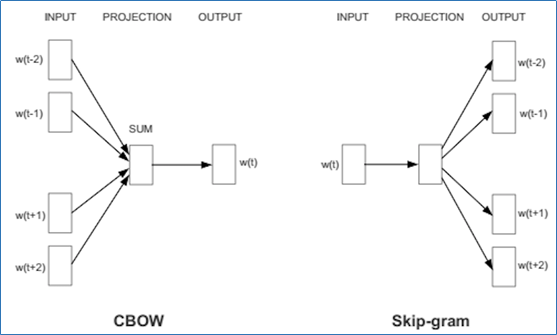 INPUT PROJECTION OUTPUT
w(t-2)
w(t-1)
SUM
w(t)
w(t+1)
w(t+2)
CBOW
INPUT PROJECTION OUTPUT
w(t-2)
w(t-1)
w(t)
w(t+1)
w(t+2)
Skip-gram